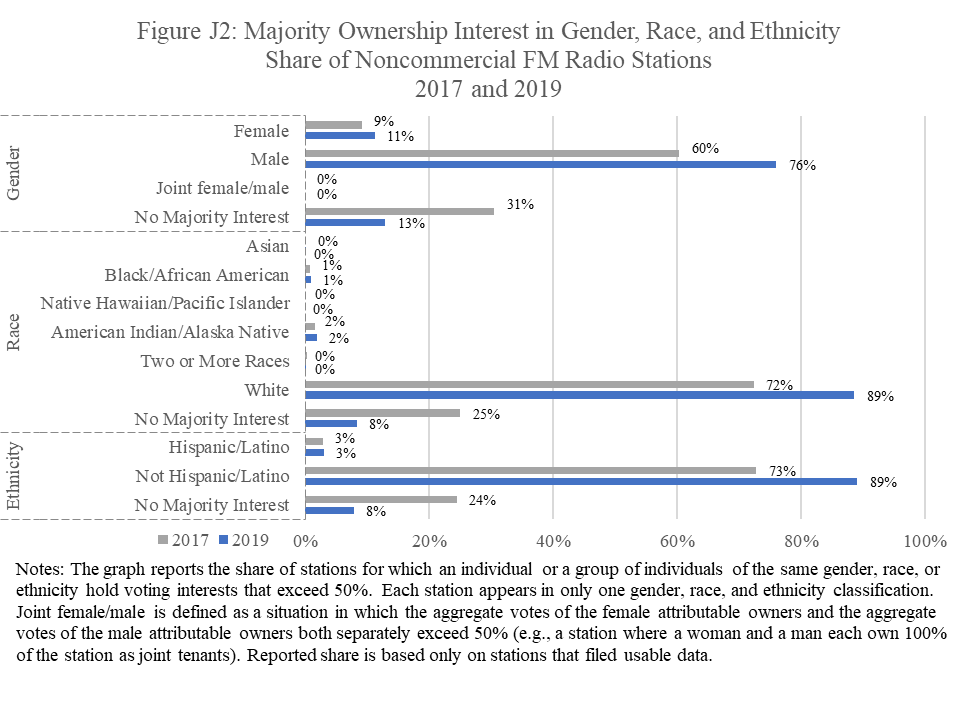 Figure J2: Majority Ownership Interest in Gender, Race, and Ethnicity
Share of Noncommercial FM Radio Stations
2017 and 2019
Gender
Female 9% 11%
Male 60% 76%
Joint female/male 0% 0%
No Majority Interest 31% 13%
Race
Asian 0% 0%
Black/African American 1% 1%
Native Hawaiian/Pacific Islander 0% 0%
American Indian/Alaska Native 2% 2%
Two or More Races 0% 0%
White 72% 89%
No Majority Interest 25% 8%
Ethnicity
Hispanic/Latino 3% 3%
Not Hispanic/Latino 73% 89%
No Majority Interest 24% 8%
2017 2019 0% 20% 40% 60% 80% 100%
Notes: The graph reports the share of stations for which an individual or a group of individuals of the same gender, race, or
ethnicity hold voting interests that exceed 50%. Each station appears in only one gender, race, and ethnicity classification.
Joint female/male is defined as a situation in which the aggregate votes of the female attributable owners and the aggregate
votes of the male attributable owners both separately exceed 50% (e.g., a station where a woman and a man each own 100%
of the station as joint tenants). Reported share is based only on stations that filed usable data.